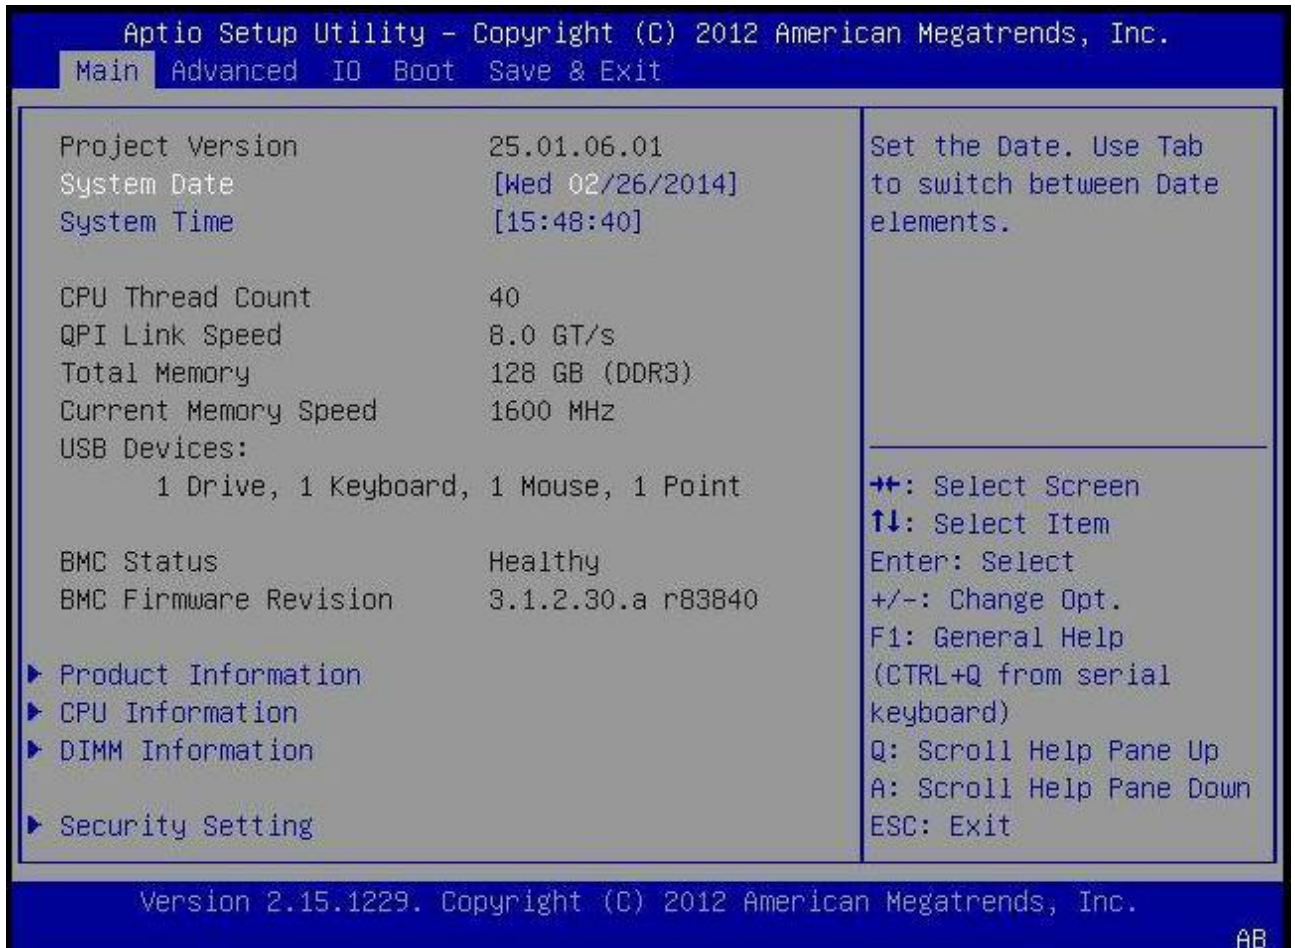 Aptio Setup Utility – Copyright (C) 2012 American Megatrends, Inc.
Main Advanced IO Boot Save & Exit
Project Version 25.01.06.01
System Date [Wed 02/26/2014]
System Time [15:48:40]
CPU Thread Count 40
QPI Link Speed 8.0 GT/s
Total Memory 128 GB (DDR3)
Current Memory Speed 1600 MHz
USB Devices:
1 Drive, 1 Keyboard, 1 Mouse, 1 Point
BMC Status Healthy
BMC Firmware Revision 3.1.2.30.a r83840
Product Information
CPU Information
DIMM Information
Security Setting
Set the Date. Use Tab
to switch between Date
elements.
→←: Select Screen
↑↓: Select Item
Enter: Select
+/-: Change Opt.
F1: General Help
(CTRL+Q from serial
keyboard)
Q: Scroll Help Pane Up
A: Scroll Help Pane Down
ESC: Exit
Version 2.15.1229. Copyright (C) 2012 American Megatrends, Inc.
AB